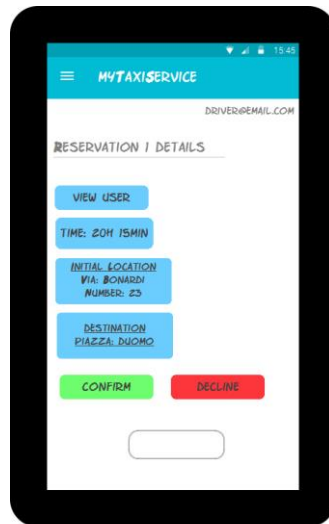 15:45
MYTAXISERVICE
DRIVER@EMAIL.COM
RESERVATION 1 DETAILS
VIEW USER
TIME: 20H 15MIN
INITIAL LOCATION
VIA: BONARDI
NUMBER: 23
DESTINATION
PIAZZA: DUOMO
CONFIRM
DECLINE